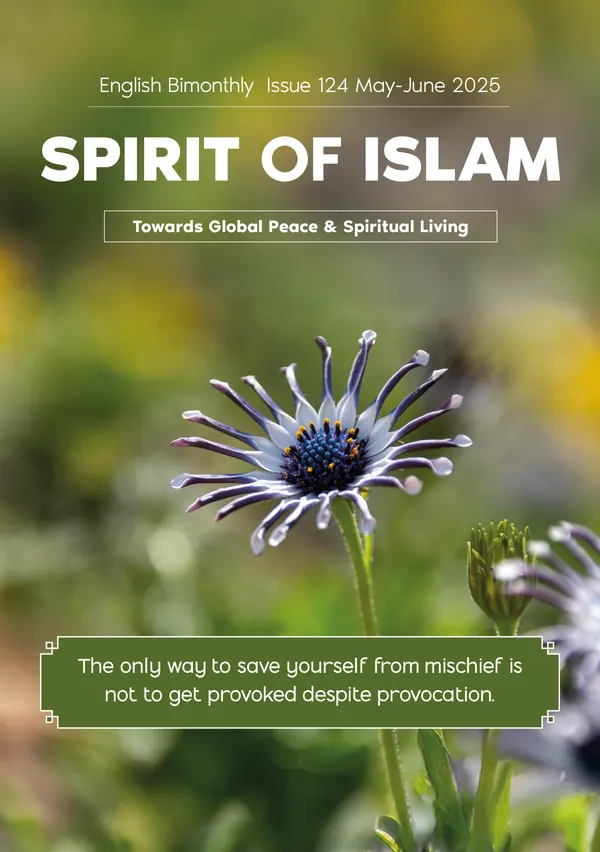 English Bimonthly Issue 124 May-June 2025
SPIRIT OF ISLAM
Towards Global Peace & Spiritual Living
The only way to save yourself from mischief is
not to get provoked despite provocation.